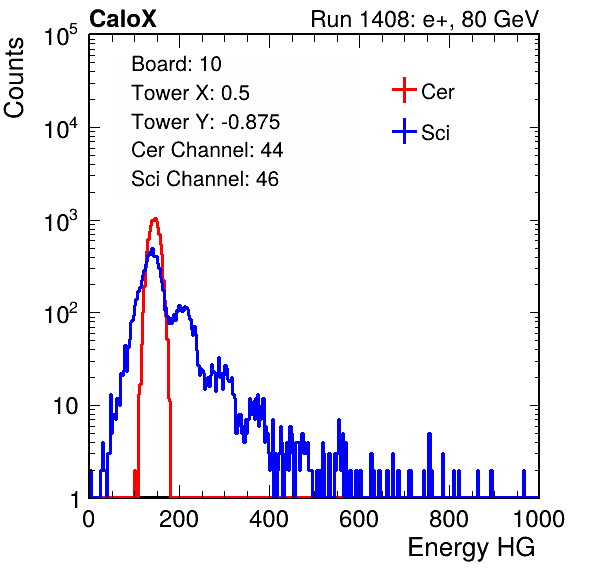 CaloX Run 1408: e+, 80 GeV
Counts
Board: 10
Tower X: 0.5
Tower Y: -0.875
Cer Channel: 44
Sci Channel: 46
Cer
Sci
10^5
10^4
10^3
10^2
10
1
0 200 400 600 800 1000
Energy HG